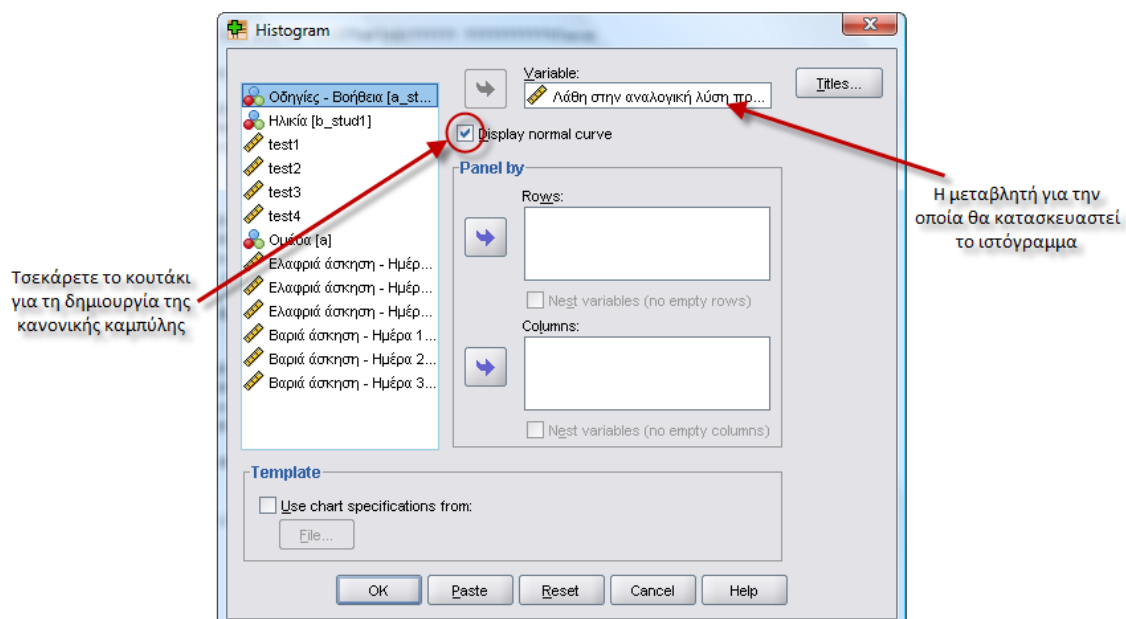 Histogram
Variable:
Λάθη στην αναλογική λύση πρ...
Titles...
Οδηγίες - Βοήθεια [a_st...
Ηλικία [b_stud1]
test1
test2
test3
test4
Ομάδα [a]
Ελαφριά άσκηση - Ημέρ...
Ελαφριά άσκηση - Ημέρ...
Ελαφριά άσκηση - Ημέρ...
Βαριά άσκηση - Ημέρα 1...
Βαριά άσκηση - Ημέρα 2...
Βαριά άσκηση - Ημέρα 3...
Display normal curve
Panel by
Rows:
Nest variables (no empty rows)
Columns:
Nest variables (no empty columns)
Template
Use chart specifications from:
File...
OK
Paste
Reset
Cancel
Help
Τσεκάρετε το κουτάκι
για τη δημιουργία της
κανονικής καμπύλης
Η μεταβλητή για την
οποία θα κατασκευαστεί
το ιστόγραμμα